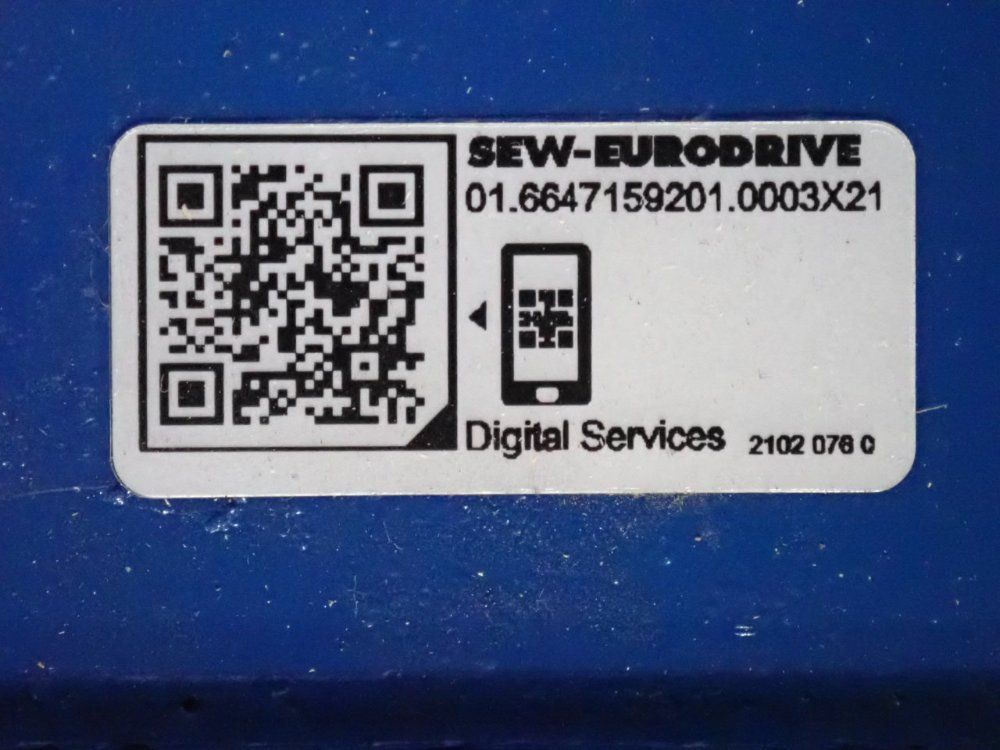 SEW-EURODRIVE
01.6647159201.0003X21
Digital Services
2102 076 0